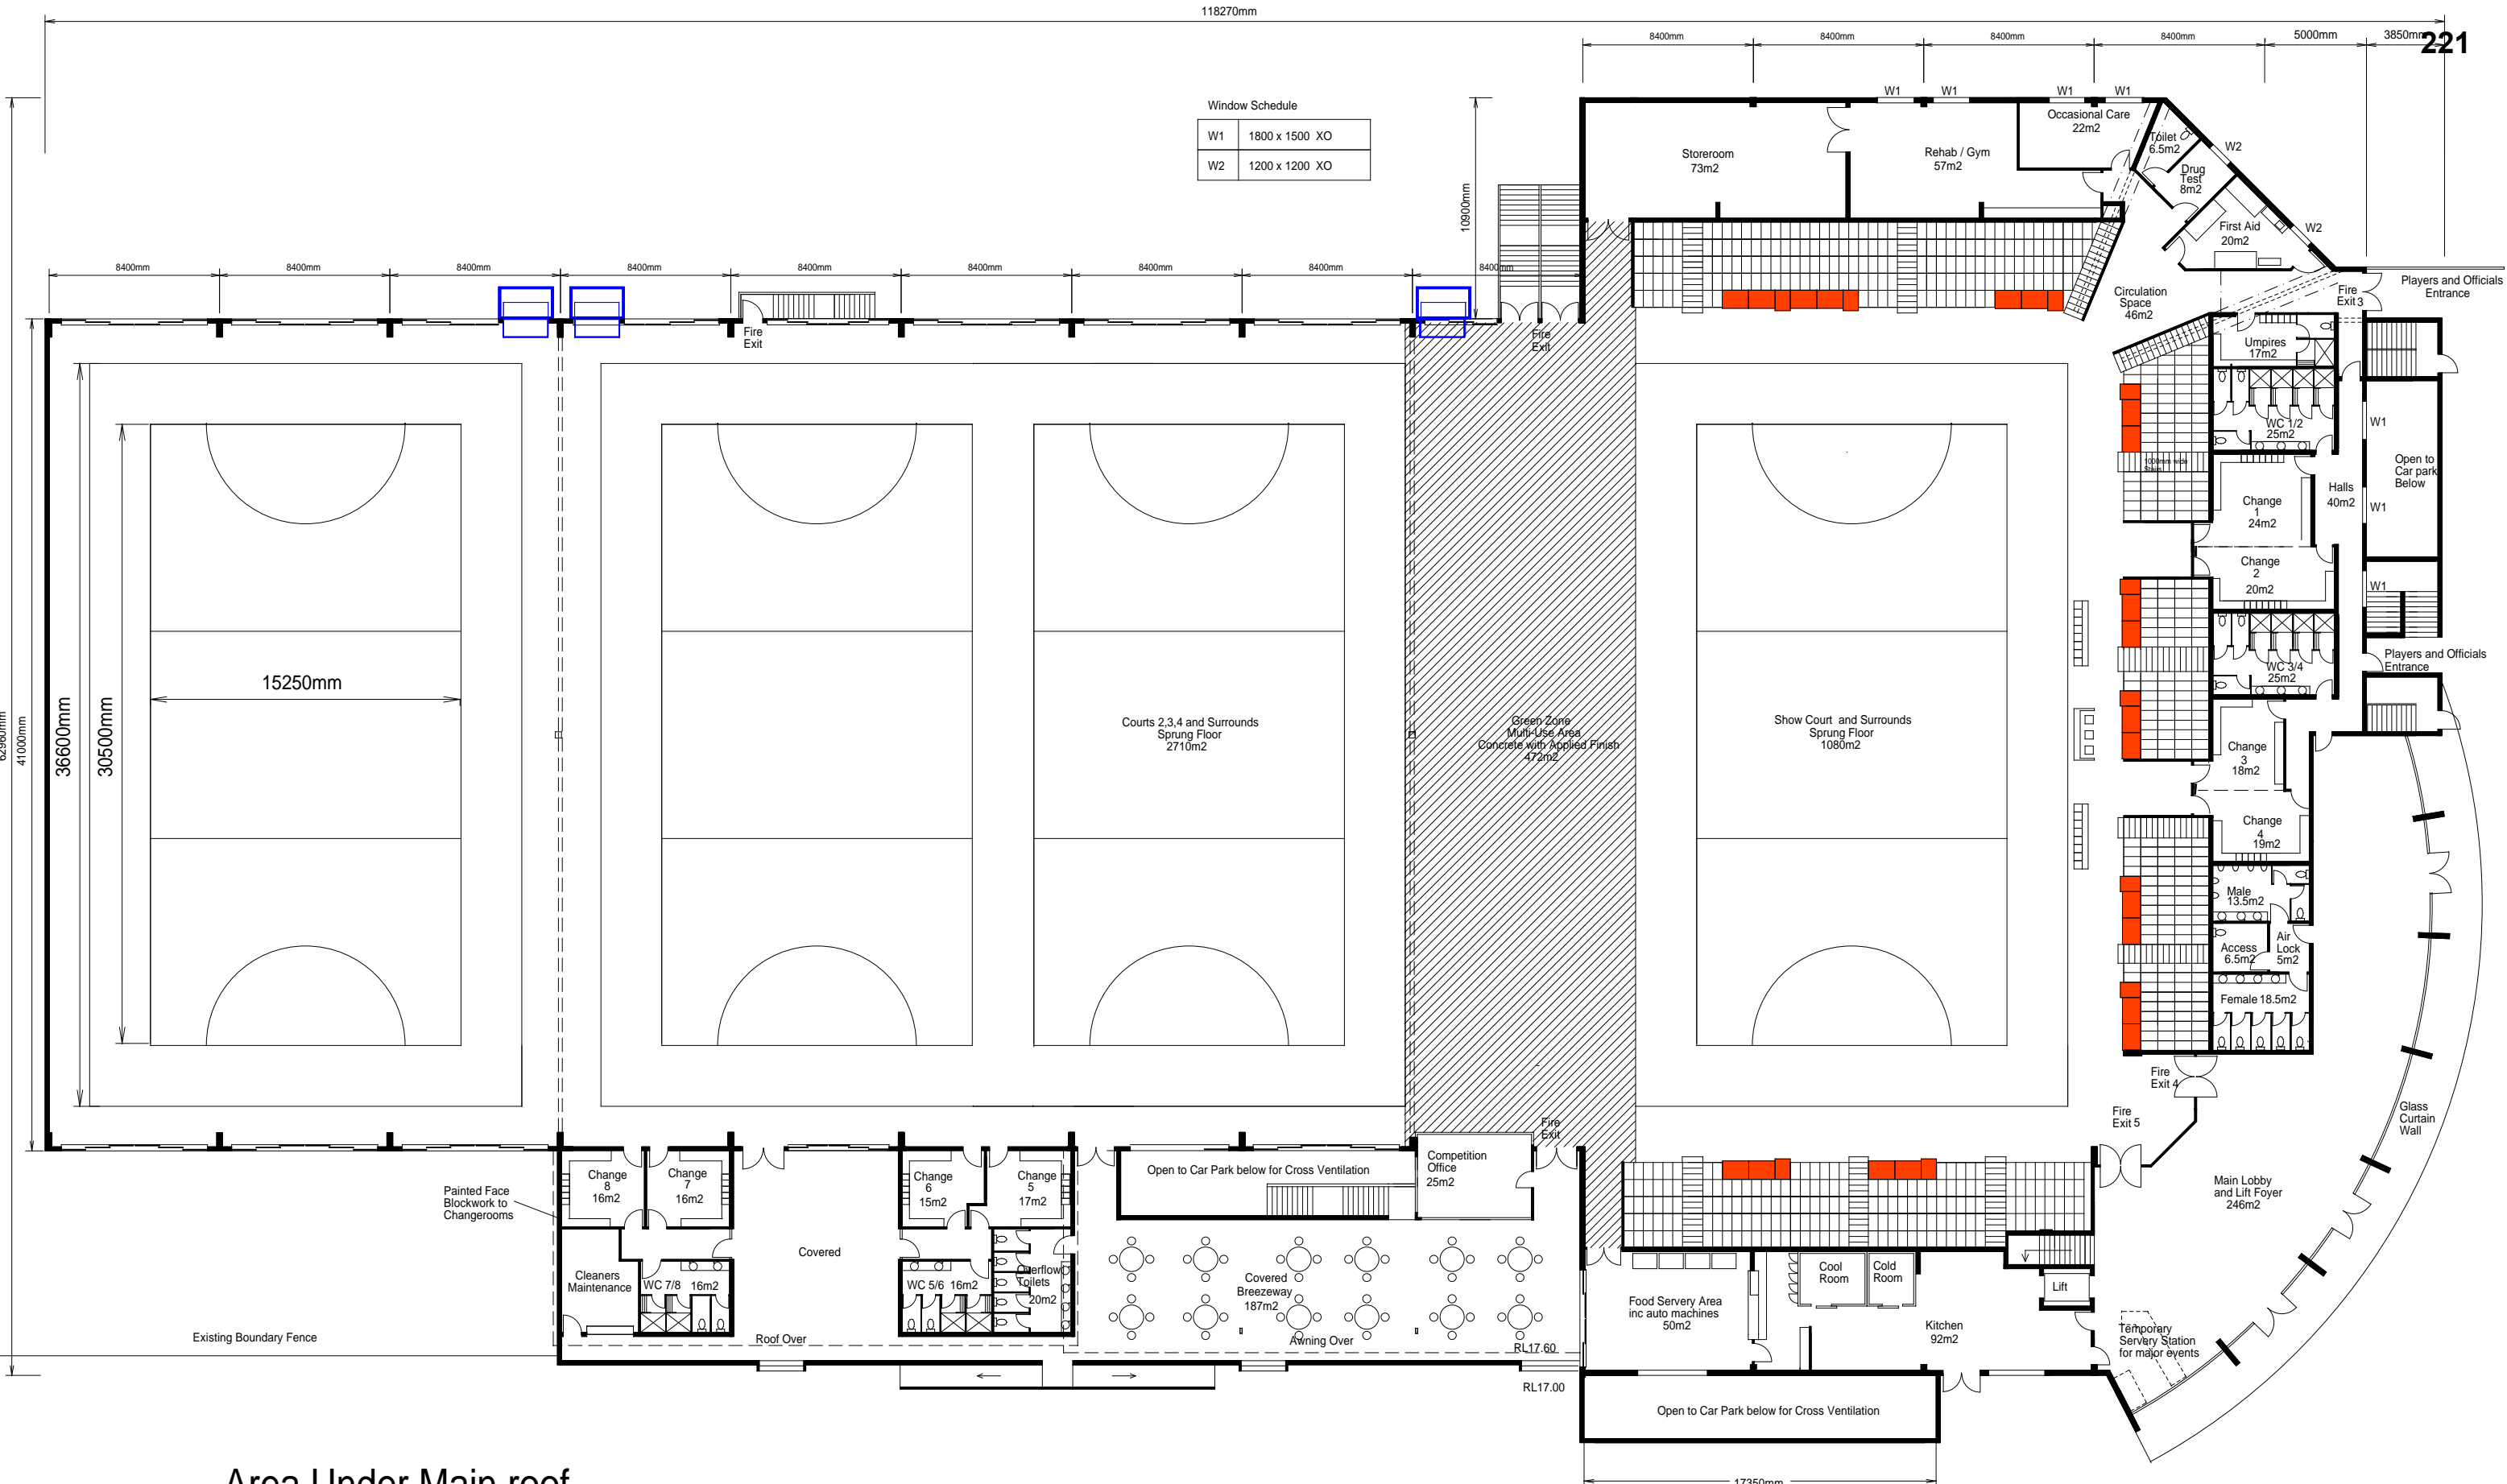 118270mm
8400mm
8400mm
8400mm
8400mm
5000mm
3850mm
221
Window Schedule
W1 1800 x 1500 XO
W2 1200 x 1200 XO
10900mm
W1
W1
W1
W1
Storeroom
73m2
Rehab / Gym
57m2
Occasional Care
22m2
Toilet
6.5m2
W2
Drug
Test
8m2
First Aid
20m2
W2
8400mm
8400mm
8400mm
8400mm
8400mm
8400mm
8400mm
8400mm
8400mm
Fire
Exit
Fire
Exit
Circulation
Space
46m2
Fire
Exit 3
Players and Officials
Entrance
Umpires
17m2
WC 1/2
25m2
1000mm wide
Stairs
W1
Open to
Car park
Below
Halls
40m2
W1
Change
1
24m2
Change
2
20m2
W1
WC 3/4
25m2
Players and Officials
Entrance
62960mm
41000mm
36600mm
30500mm
15250mm
Courts 2,3,4 and Surrounds
Sprung Floor
2710m2
Green Zone
Multi-Use Area
Concrete with Applied Finish
472m2
Show Court and Surrounds
Sprung Floor
1080m2
Change
3
18m2
Change
4
19m2
Male
13.5m2
Access
6.5m2
Air
Lock
5m2
Female 18.5m2
Fire
Exit 4
Fire
Exit 5
Glass
Curtain
Wall
Fire
Exit
Main Lobby
and Lift Foyer
246m2
Painted Face
Blockwork to
Changerooms
Change
8
16m2
Change
7
16m2
Change
6
15m2
Change
5
17m2
Open to Car Park below for Cross Ventilation
Competition
Office
25m2
Cleaners
Maintenance
WC 7/8 16m2
Covered
WC 5/6 16m2
Overflow
Toilets
20m2
Covered
Breezeway
187m2
Food Servery Area
inc auto machines
50m2
Cool
Room
Cold
Room
Lift
Kitchen
92m2
Temporary
Servery Station
for major events
Existing Boundary Fence
Roof Over
Awning Over
RL17.60
RL17.00
Open to Car Park below for Cross Ventilation
Area Under Main roof
17350mm